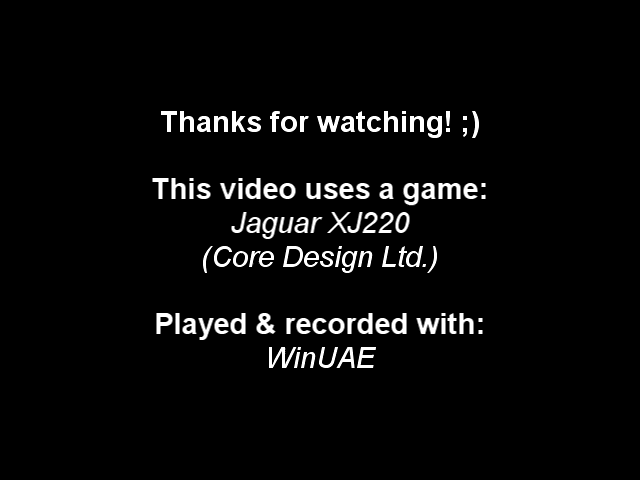 Thanks for watching! ;)
This video uses a game:
Jaguar XJ220
(Core Design Ltd.)
Played & recorded with:
WinUAE